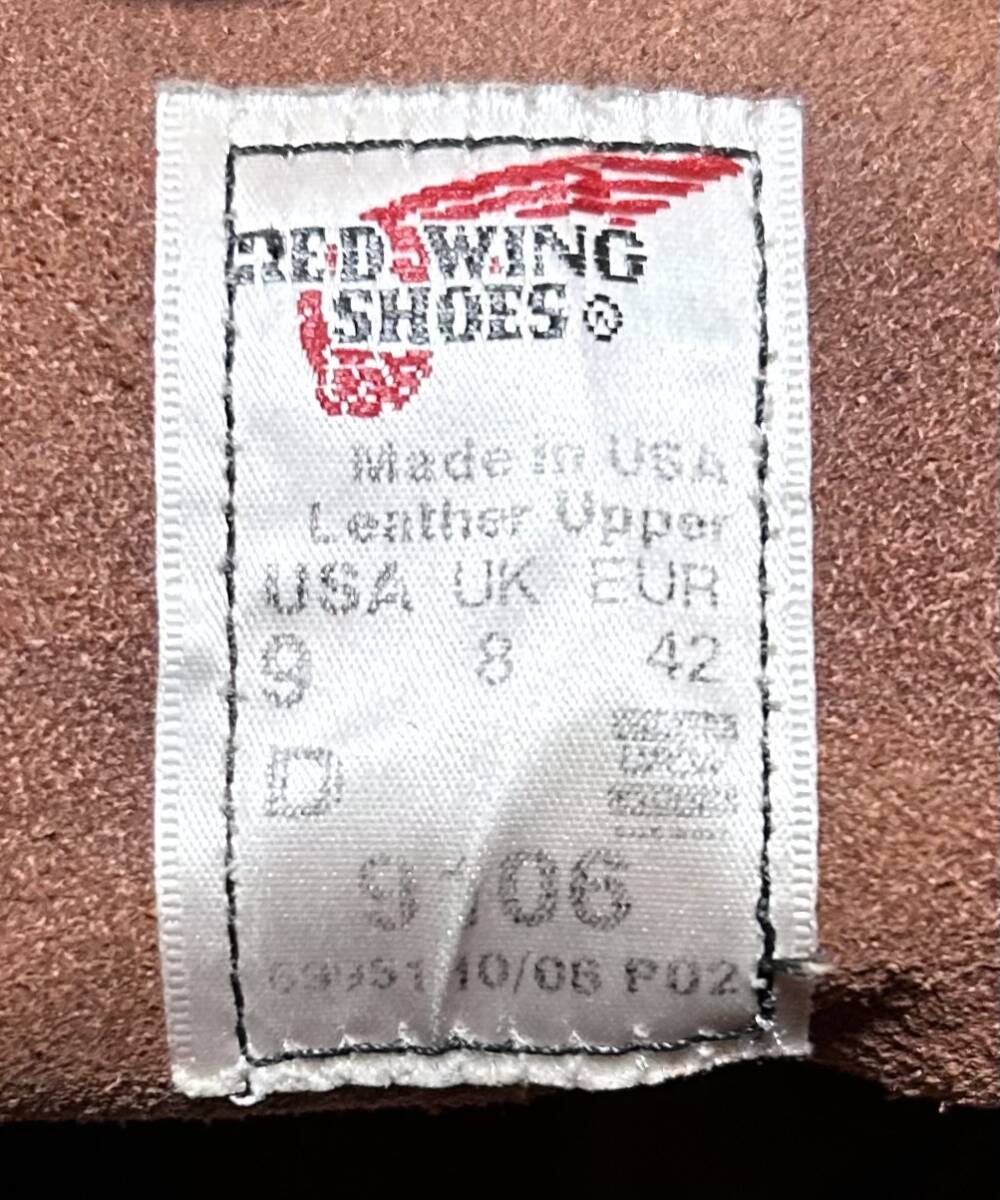 RED WING
SHOES ®
Made in USA
Leather Upper
USA UK EUR
9 8 42
D
9106
10/06 P02